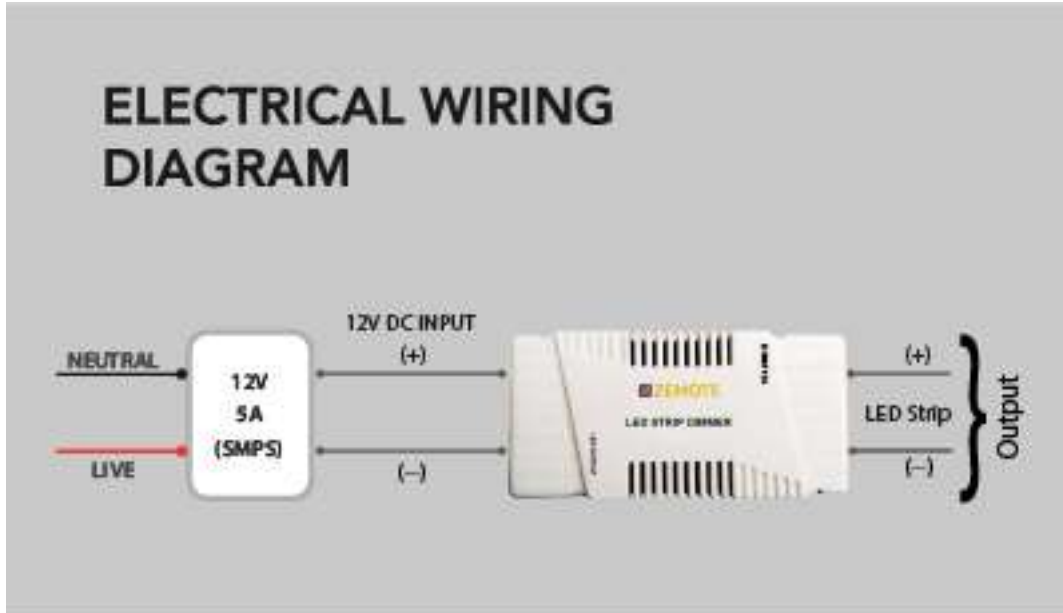 ELECTRICAL WIRING
DIAGRAM
NEUTRAL
LIVE
12V
5A
(SMPS)
12V DC INPUT
(+)
(–)
ZEMOTE
LED STRIP DIMMER
(+)
LED Strip
(–)
Output